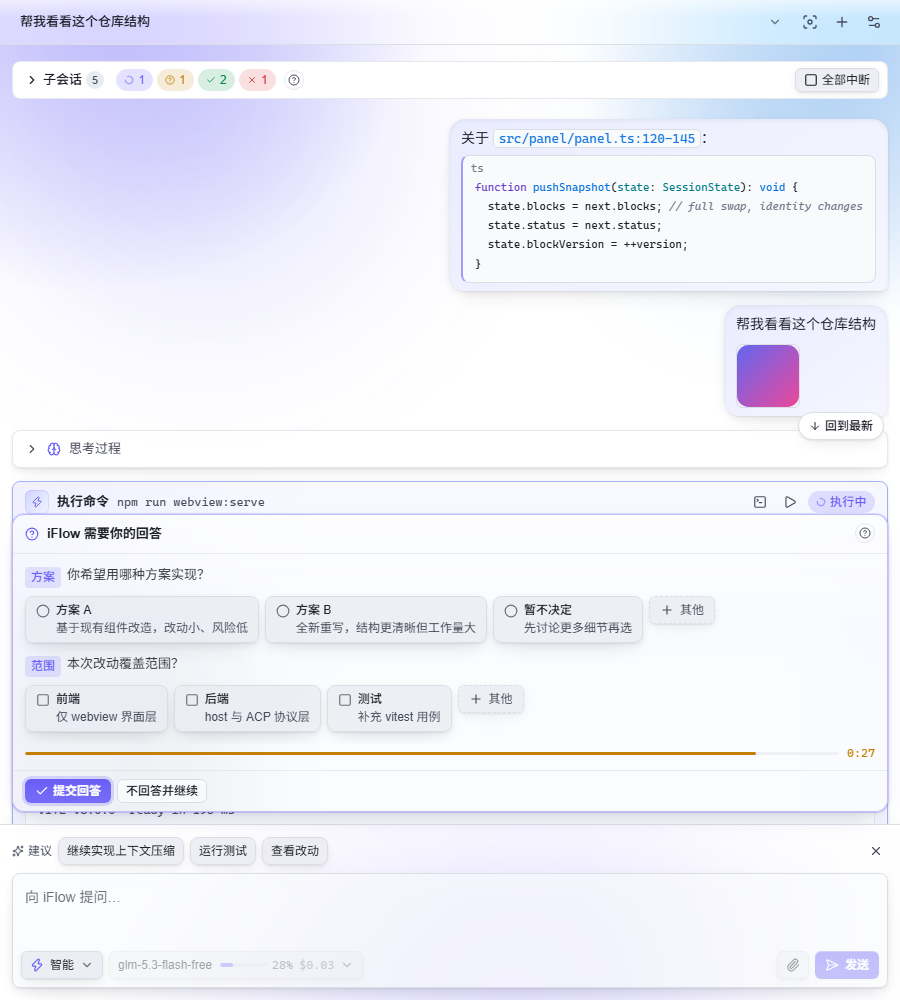 帮我看看这个仓库结构
子会话 5 1 1 2 1 全部中断
关于 src/panel/panel.ts:120-145 :
ts
function pushSnapshot(state: SessionState): void {
state.blocks = next.blocks; // full swap, identity changes
state.status = next.status;
state.blockVersion = ++version;
}
帮我看看这个仓库结构
回到最新
思考过程
执行命令 npm run webview:serve 执行中
iFlow 需要你的回答
方案 你希望用哪种方案实现?
方案 A 方案 B 暂不决定 其他
基于现有组件改造，改动小、风险低 全新重写，结构更清晰但工作量大 先讨论更多细节再选
范围 本次改动覆盖范围?
前端 后端 测试 其他
仅 webview 界面层 host 与 ACP 协议层 补充 vitest 用例
0:27
提交回答 不回答并继续
建议 继续实现上下文压缩 运行测试 查看改动
向 iFlow 提问…
智能 glm-5.3-flash-free 28% $0.03 发送